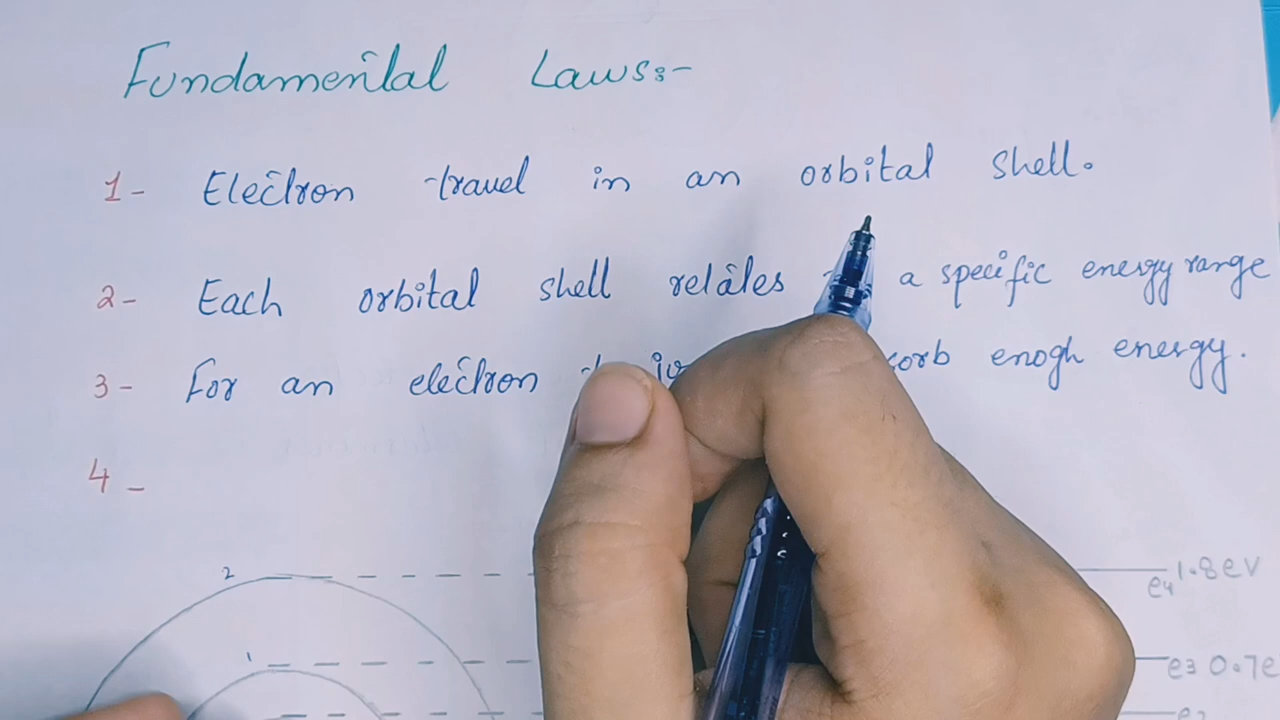 Fundamental Laws:-
1- Electron travel in an orbital shell.
2- Each orbital shell relates a specific energy range
3- For an electron enogh energy.
4-
2
e4 1.8ev
1
e3 0.7e